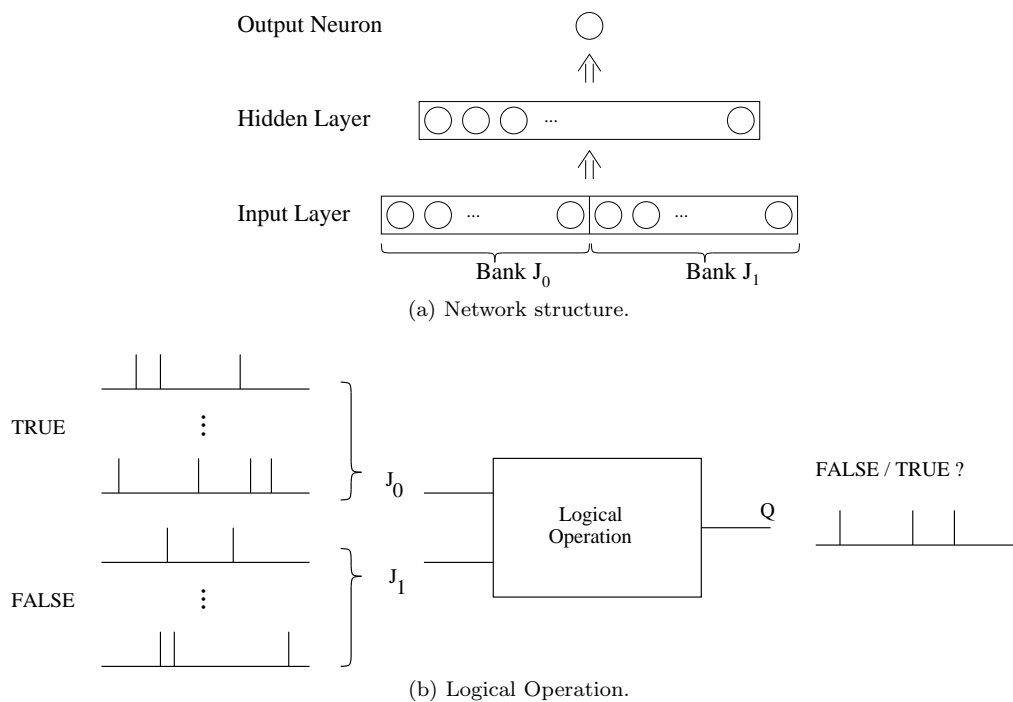 Output Neuron
Hidden Layer
...
Input Layer
... ...
Bank J0 Bank J1
(a) Network structure.
TRUE
⋮
J0
FALSE / TRUE ?
Logical
Operation
Q
J1
FALSE
⋮
(b) Logical Operation.